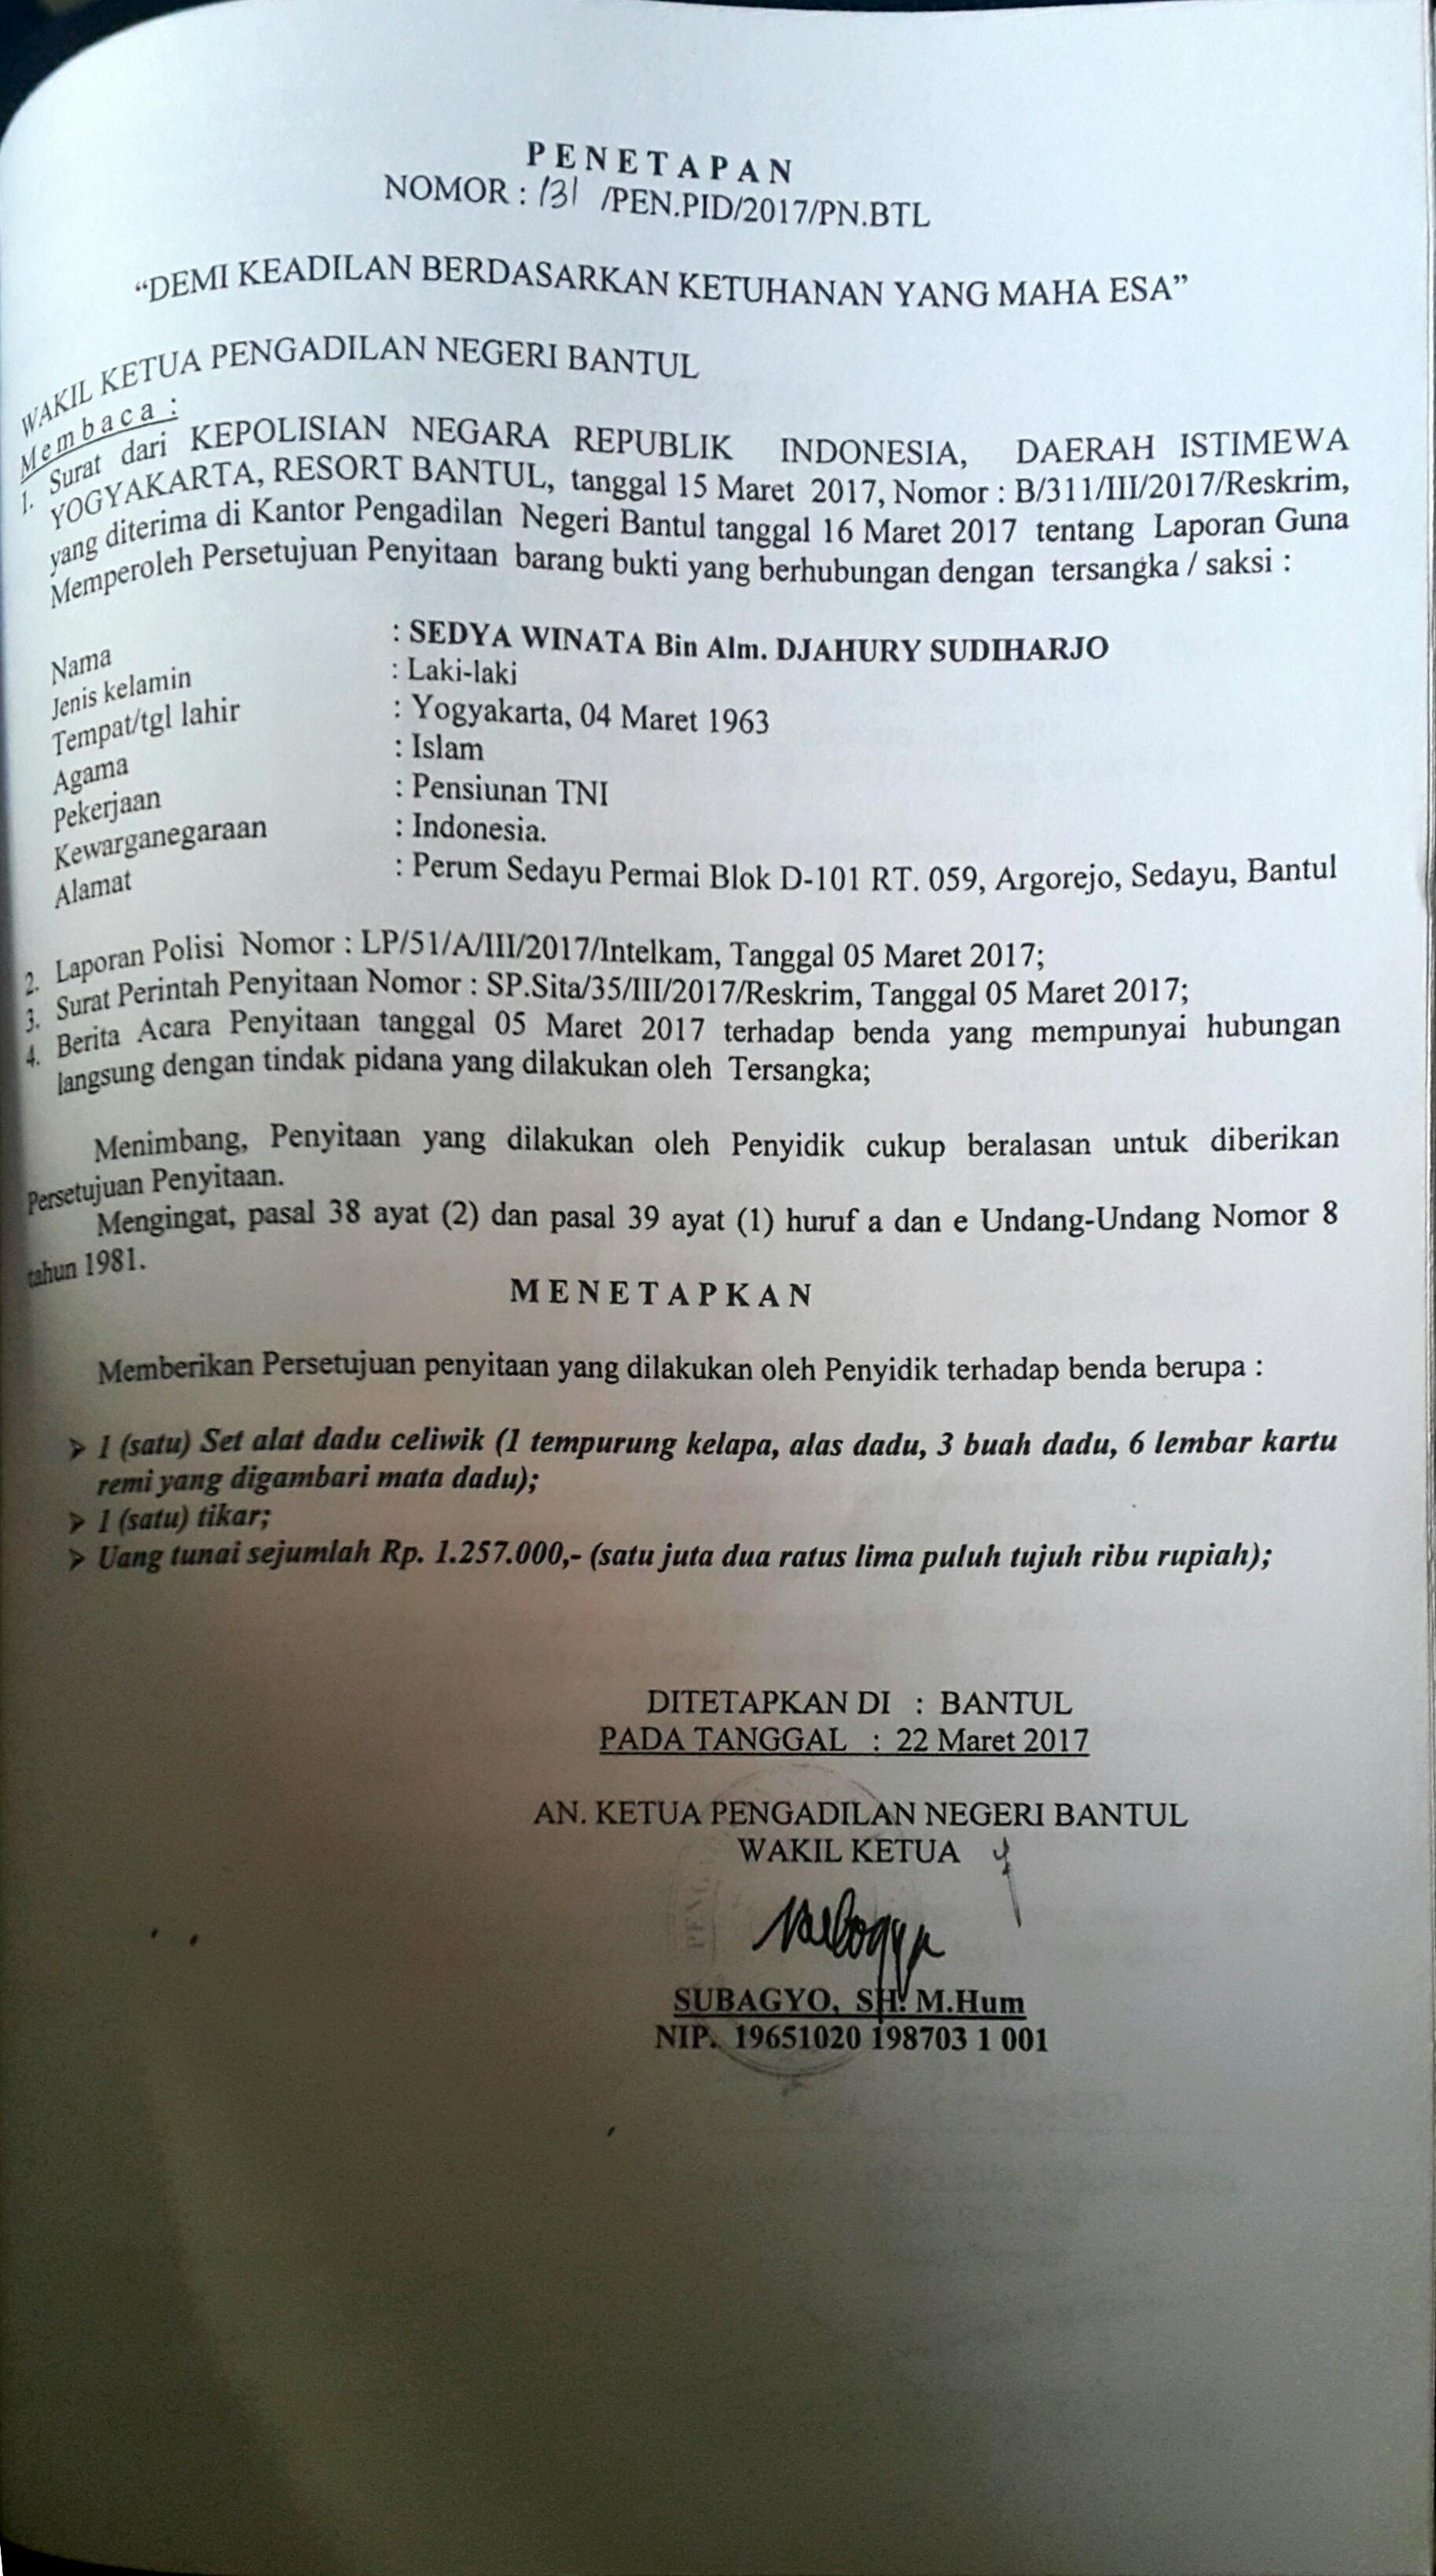 PENETAPAN
NOMOR : 131 /PEN.PID/2017/PN.BTL
“DEMI KEADILAN BERDASARKAN KETUHANAN YANG MAHA ESA”
WAKIL KETUA PENGADILAN NEGERI BANTUL
Membaca :
1. Surat dari KEPOLISIAN NEGARA REPUBLIK INDONESIA, DAERAH ISTIMEWA
YOGYAKARTA, RESORT BANTUL, tanggal 15 Maret 2017, Nomor : B/311/III/2017/Reskrim,
yang diterima di Kantor Pengadilan Negeri Bantul tanggal 16 Maret 2017 tentang Laporan Guna
Memperoleh Persetujuan Penyitaan barang bukti yang berhubungan dengan tersangka / saksi :
Nama : SEDYA WINATA Bin Alm. DJAHURY SUDIHARJO
Jenis kelamin : Laki-laki
Tempat/tgl lahir : Yogyakarta, 04 Maret 1963
Agama : Islam
Pekerjaan : Pensiunan TNI
Kewarganegaraan : Indonesia.
Alamat : Perum Sedayu Permai Blok D-101 RT. 059, Argorejo, Sedayu, Bantul
2. Laporan Polisi Nomor : LP/51/A/III/2017/Intelkam, Tanggal 05 Maret 2017;
3. Surat Perintah Penyitaan Nomor : SP.Sita/35/III/2017/Reskrim, Tanggal 05 Maret 2017;
4. Berita Acara Penyitaan tanggal 05 Maret 2017 terhadap benda yang mempunyai hubungan
langsung dengan tindak pidana yang dilakukan oleh Tersangka;
Menimbang, Penyitaan yang dilakukan oleh Penyidik cukup beralasan untuk diberikan
Persetujuan Penyitaan.
Mengingat, pasal 38 ayat (2) dan pasal 39 ayat (1) huruf a dan e Undang-Undang Nomor 8
tahun 1981.
MENETAPKAN
Memberikan Persetujuan penyitaan yang dilakukan oleh Penyidik terhadap benda berupa :
➢ 1 (satu) Set alat dadu celiwik (1 tempurung kelapa, alas dadu, 3 buah dadu, 6 lembar kartu
remi yang digambari mata dadu);
➢ 1 (satu) tikar;
➢ Uang tunai sejumlah Rp. 1.257.000,- (satu juta dua ratus lima puluh tujuh ribu rupiah);
DITETAPKAN DI : BANTUL
PADA TANGGAL : 22 Maret 2017
AN. KETUA PENGADILAN NEGERI BANTUL
WAKIL KETUA
SUBAGYO, SH. M.Hum
NIP. 19651020 198703 1 001